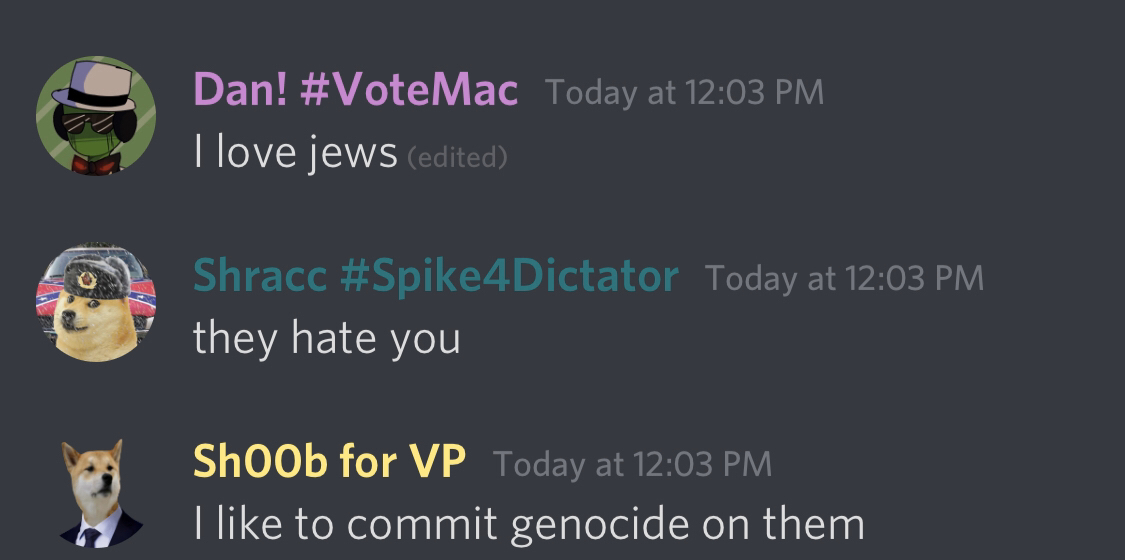 Dan! #VoteMac Today at 12:03 PM
I love jews (edited)
Shracc #Spike4Dictator Today at 12:03 PM
they hate you
Sh00b for VP Today at 12:03 PM
I like to commit genocide on them